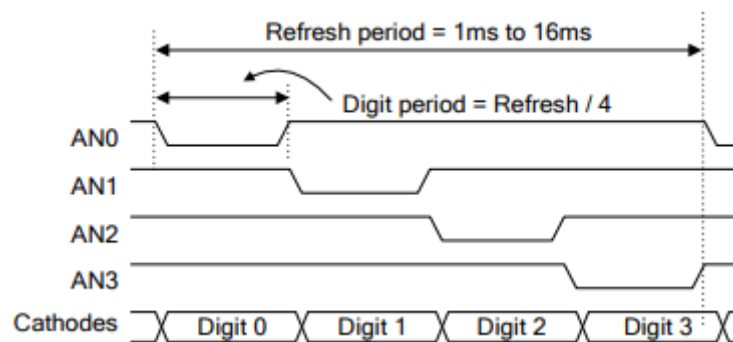 Refresh period = 1ms to 16ms
Digit period = Refresh / 4
AN0
AN1
AN2
AN3
Cathodes Digit 0 Digit 1 Digit 2 Digit 3